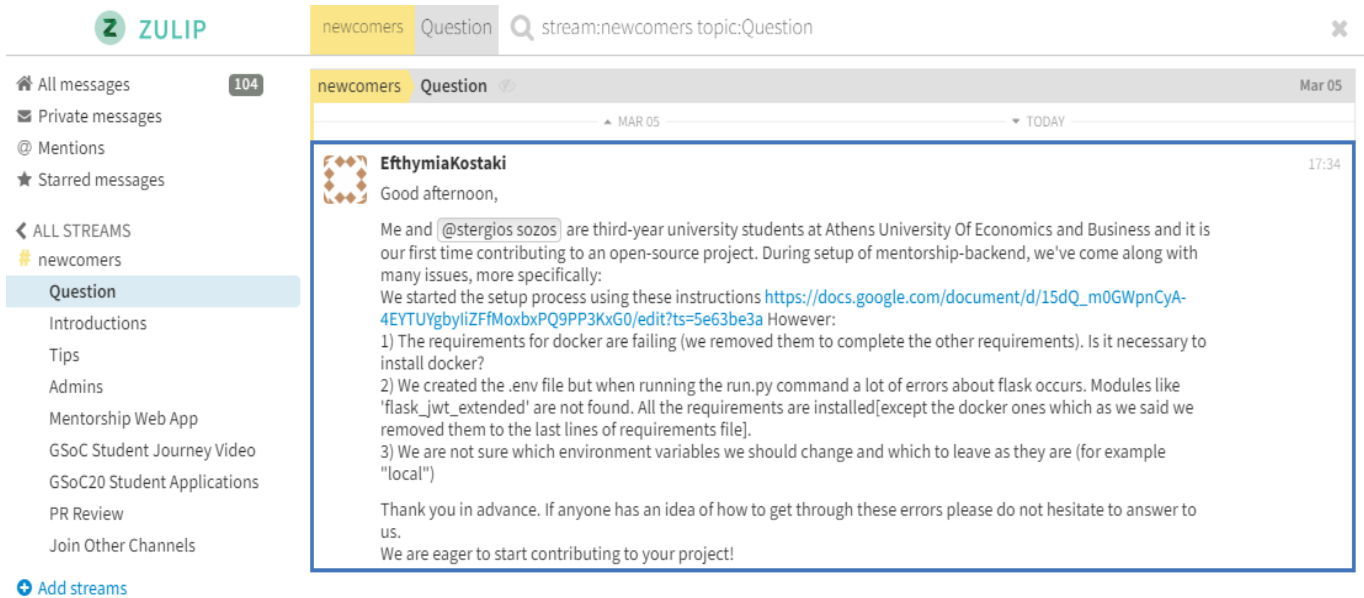 ZULIP
newcomers Question stream:newcomers topic:Question
All messages 104
Private messages
@ Mentions
Starred messages
ALL STREAMS
# newcomers
Question
Introductions
Tips
Admins
Mentorship Web App
GSoC Student Journey Video
GSoC20 Student Applications
PR Review
Join Other Channels
Add streams
newcomers Question Mar 05
MAR 05 TODAY
EfthymiaKostaki 17:34
Good afternoon,
Me and @stergios sozos are third-year university students at Athens University Of Economics and Business and it is
our first time contributing to an open-source project. During setup of mentorship-backend, we've come along with
many issues, more specifically:
We started the setup process using these instructions https://docs.google.com/document/d/15dQ_m0GWpnCyA-
4EYTUYgbyIiZFfMoxbxPQ9PP3KxG0/edit?ts=5e63be3a However:
1) The requirements for docker are failing (we removed them to complete the other requirements). Is it necessary to
install docker?
2) We created the .env file but when running the run.py command a lot of errors about flask occurs. Modules like
'flask_jwt_extended' are not found. All the requirements are installed[except the docker ones which as we said we
removed them to the last lines of requirements file].
3) We are not sure which environment variables we should change and which to leave as they are (for example
"local")
Thank you in advance. If anyone has an idea of how to get through these errors please do not hesitate to answer to
us.
We are eager to start contributing to your project!